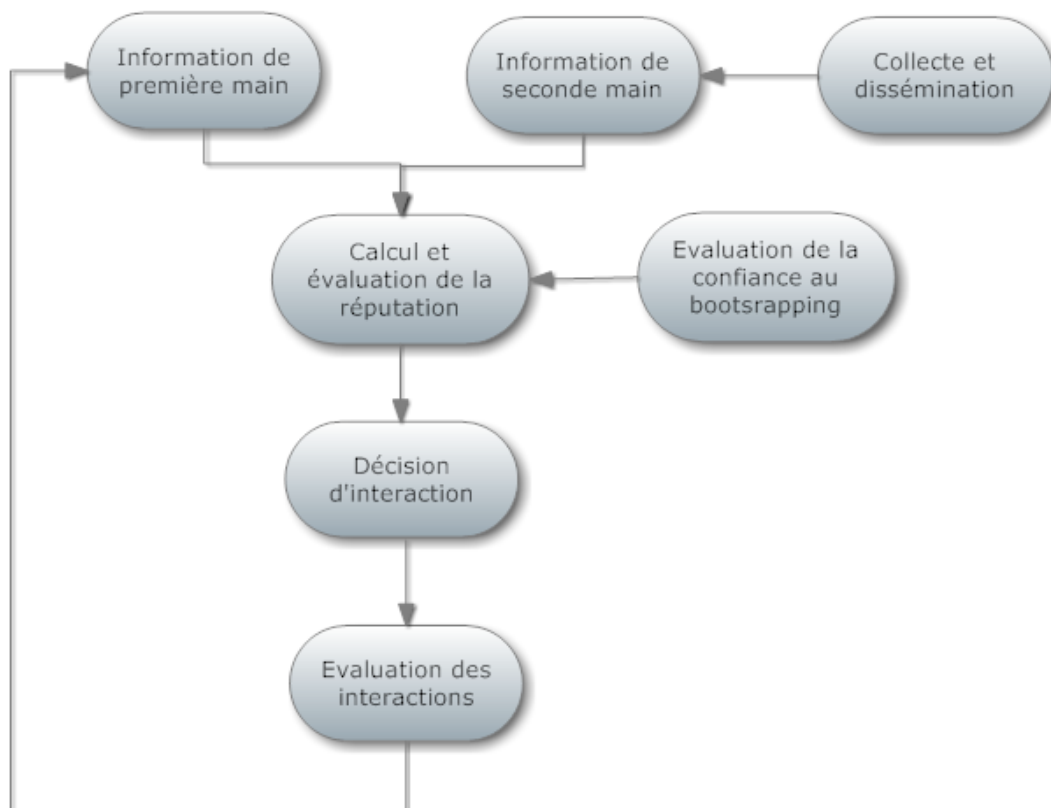 Information de
première main
Information de
seconde main
Collecte et
dissémination
Calcul et
évaluation de la
réputation
Evaluation de la
confiance au
bootsrapping
Décision
d'interaction
Evaluation des
interactions